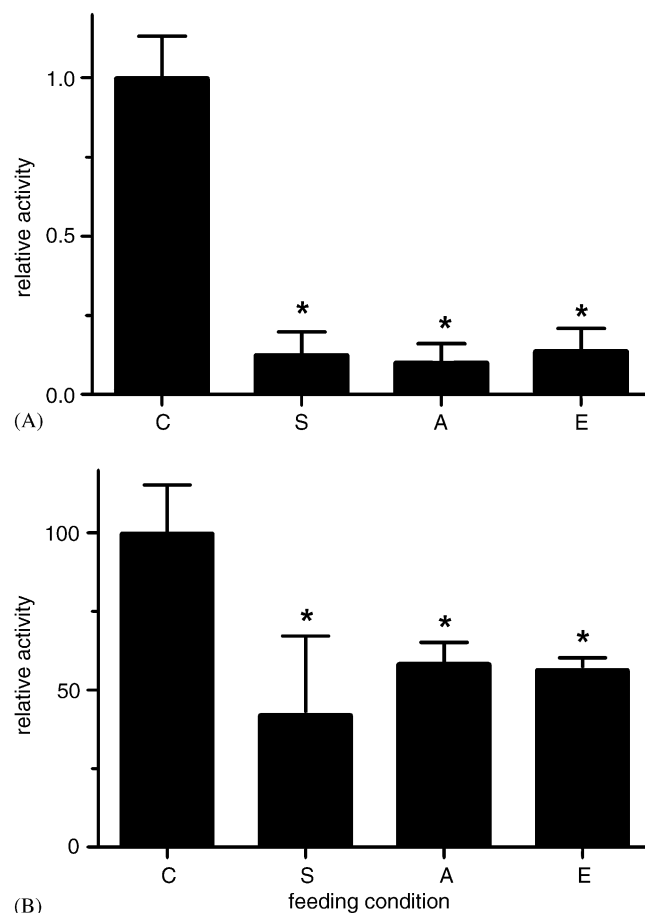 relative activity
1.0
0.5
0.0
*
*
*
C
S
A
E
(A)
relative activity
100
50
0
*
*
*
C
S
A
E
feeding condition
(B)